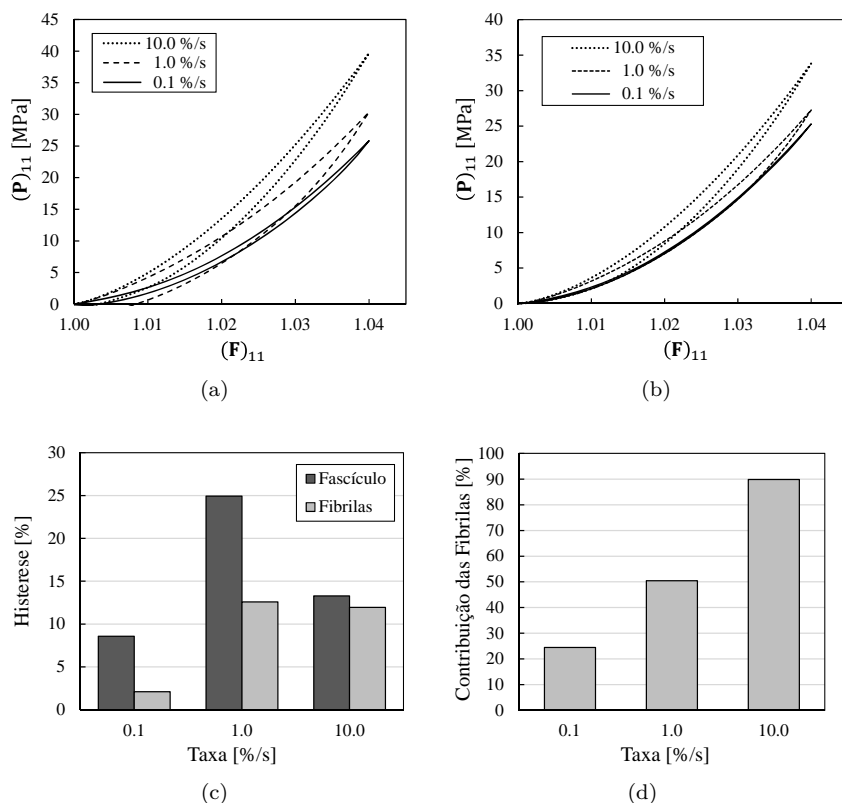 45
40
35
30
25
20
15
10
5
0
(P)₁₁ [MPa]
10.0 %/s
1.0 %/s
0.1 %/s
1.00 1.01 1.02 1.03 1.04
(F)₁₁
(a)
40
35
30
25
20
15
10
5
0
(P)₁₁ [MPa]
10.0 %/s
1.0 %/s
0.1 %/s
1.00 1.01 1.02 1.03 1.04
(F)₁₁
(b)
30
25
20
15
10
5
0
Histerese [%]
Fascículo
Fibrilas
0.1 1.0 10.0
Taxa [%/s]
(c)
100
90
80
70
60
50
40
30
20
10
0
Contribuição das Fibrilas [%]
0.1 1.0 10.0
Taxa [%/s]
(d)